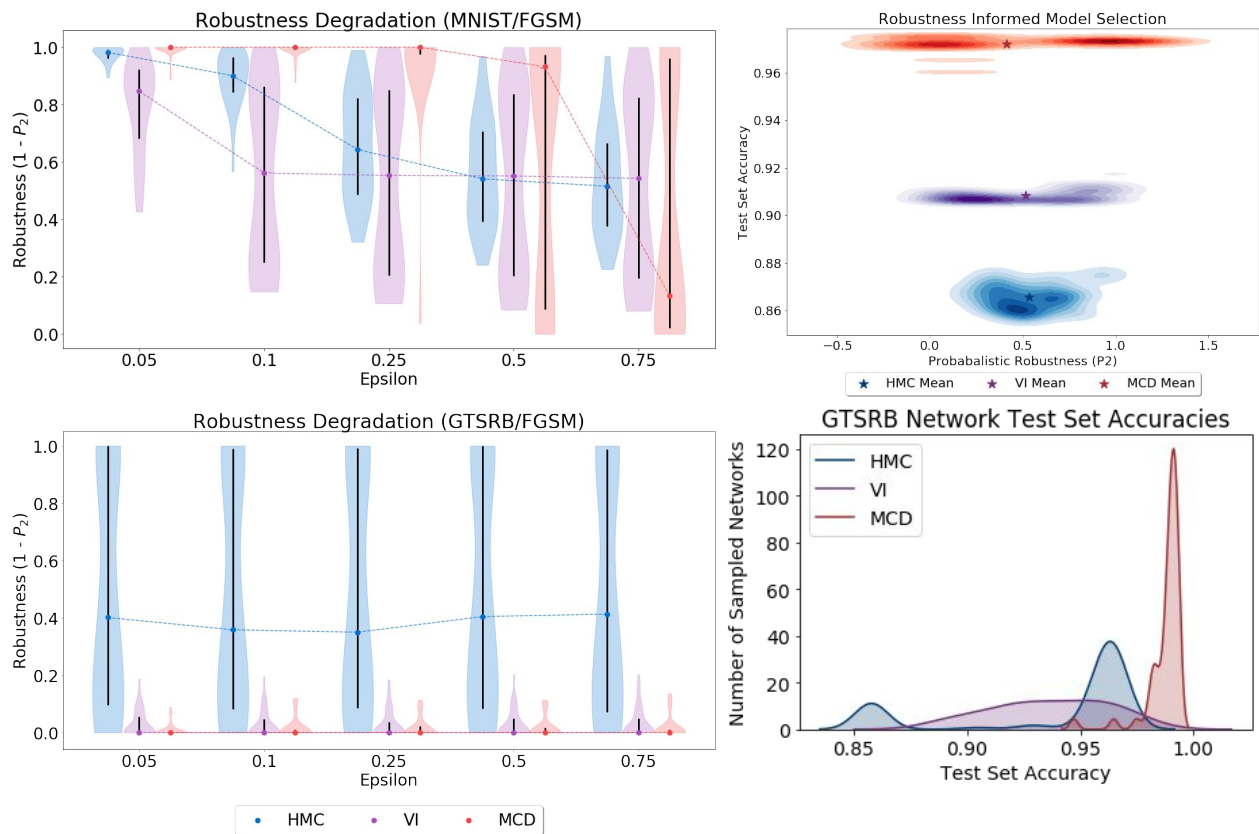 Robustness Degradation (MNIST/FGSM)
1.0
0.8
0.6
0.4
0.2
0.0
Robustness (1 - P2)
0.05 0.1 0.25 0.5 0.75
Epsilon
Robustness Informed Model Selection
0.96
0.94
0.92
0.90
0.88
0.86
Test Set Accuracy
−0.5 0.0 0.5 1.0 1.5
Probabalistic Robustness (P2)
HMC Mean VI Mean MCD Mean
Robustness Degradation (GTSRB/FGSM)
1.0
0.8
0.6
0.4
0.2
0.0
Robustness (1 - P2)
0.05 0.1 0.25 0.5 0.75
Epsilon
HMC VI MCD
GTSRB Network Test Set Accuracies
120
100
80
60
40
20
0
Number of Sampled Networks
HMC
VI
MCD
0.85 0.90 0.95 1.00
Test Set Accuracy